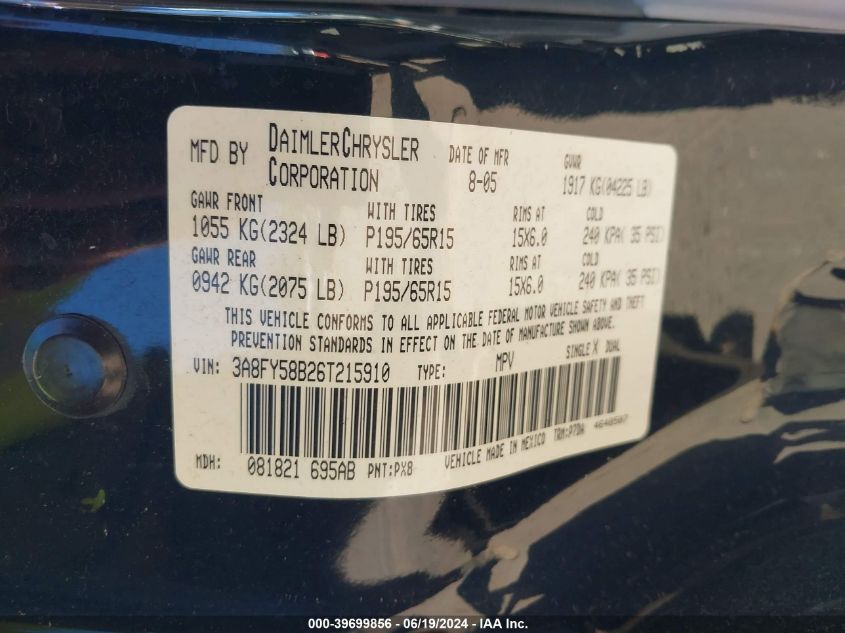 MFD BY DAIMLERCHRYSLER CORPORATION DATE OF MFR 8-05 GVWR 1917 KG(04225 LB)
GAWR FRONT WITH TIRES RIMS AT COLD
1055 KG(2324 LB) P195/65R15 15X6.0 240 KPA( 35 PSI)
GAWR REAR WITH TIRES RIMS AT COLD
0942 KG(2075 LB) P195/65R15 15X6.0 240 KPA( 35 PSI)
THIS VEHICLE CONFORMS TO ALL APPLICABLE FEDERAL MOTOR VEHICLE SAFETY AND THEFT
PREVENTION STANDARDS IN EFFECT ON THE DATE OF MANUFACTURE SHOWN ABOVE.
VIN: 3A8FY58B26T215910 TYPE: MPV SINGLE X DUAL
MDH: 081821 695AB PNT:PX8 VEHICLE MADE IN MEXICO TRM:P7DA 4648507
000-39699856 - 06/19/2024 - IAAI.com